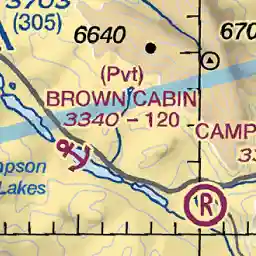 3703
(305)
6640
670
(Pvt)
BROWN CABIN
3340 - 120
CAMP
33
mpson
Lakes
R